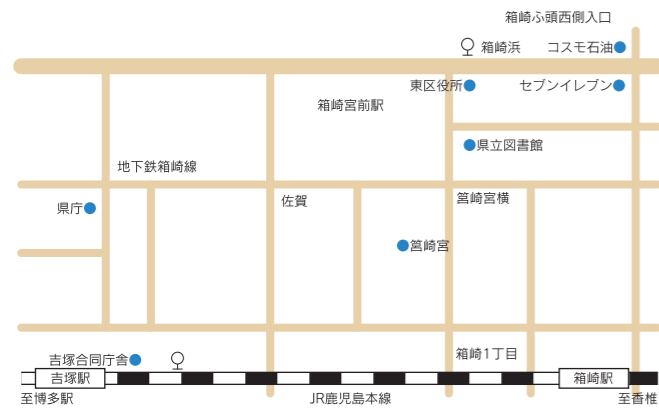 箱崎ふ頭西側入口
箱崎浜
コスモ石油
東区役所
セブンイレブン
箱崎宮前駅
県立図書館
地下鉄箱崎線
佐賀
筥崎宮横
県庁
筥崎宮
箱崎1丁目
吉塚合同庁舎
吉塚駅
箱崎駅
至博多駅
JR鹿児島本線
至香椎